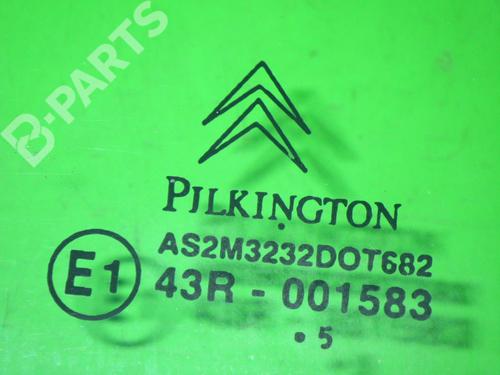 B-PARTS
PILKINGTON
AS2M3232DOT682
E1
43R - 001583
.5